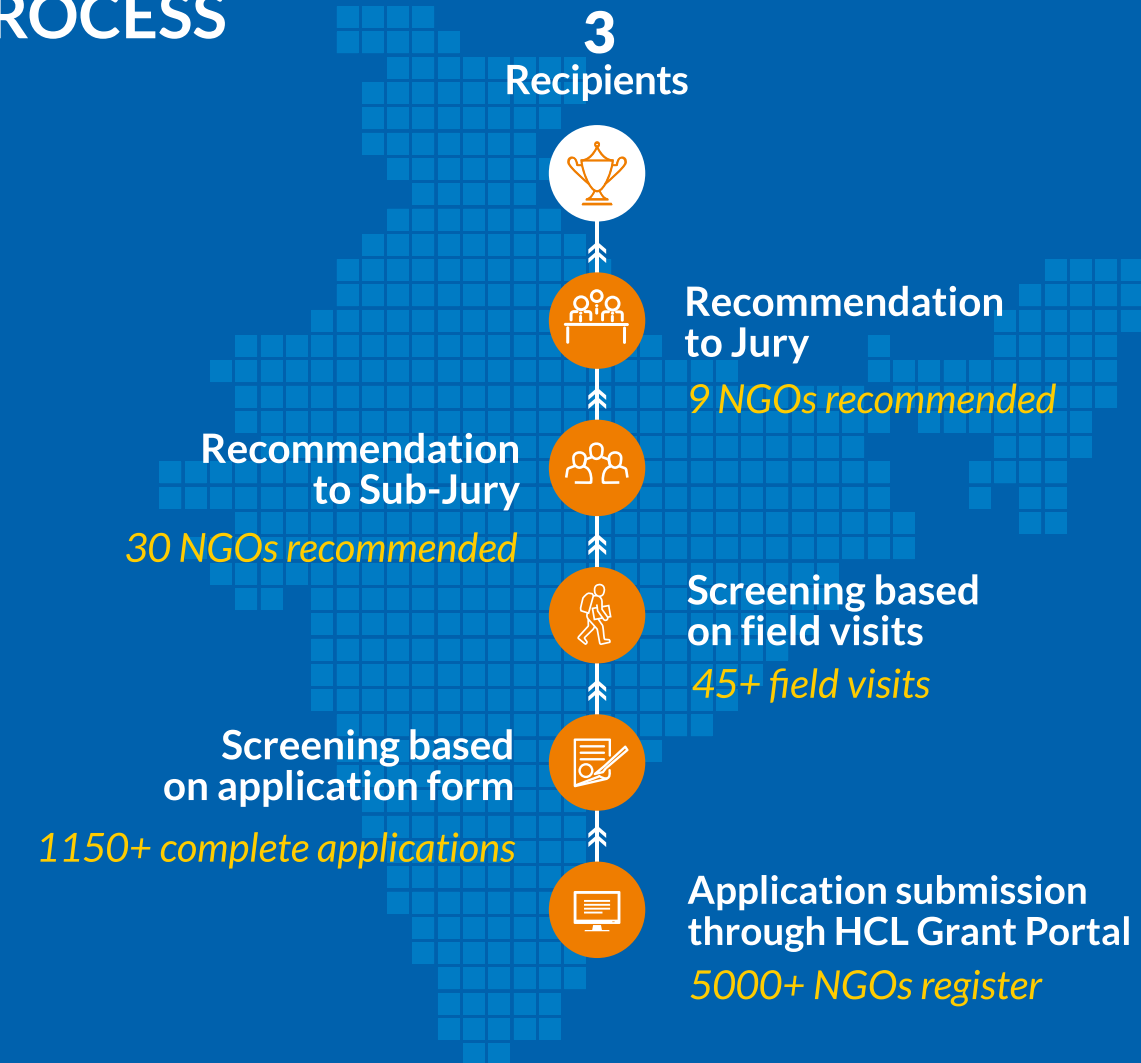 3
Recipients
Recommendation
to Jury
9 NGOs recommended
Recommendation
to Sub-Jury
30 NGOs recommended
Screening based
on field visits
45+ field visits
Screening based
on application form
1150+ complete applications
Application submission
through HCL Grant Portal
5000+ NGOs register